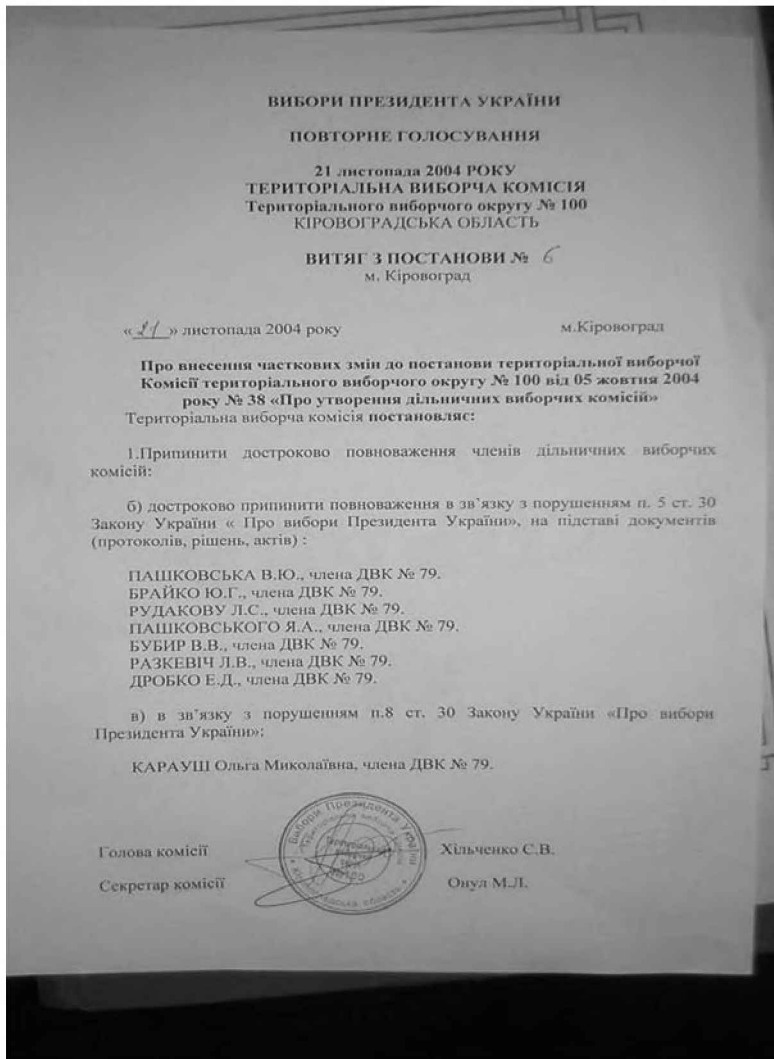 ВИБОРИ ПРЕЗИДЕНТА УКРАЇНИ
ПОВТОРНЕ ГОЛОСУВАННЯ
21 листопада 2004 РОКУ
ТЕРИТОРІАЛЬНА ВИБОРЧА КОМІСІЯ
Територіального виборчого округу № 100
КІРОВОГРАДСЬКА ОБЛАСТЬ
ВИТЯГ З ПОСТАНОВИ № 6
м. Кіровоград
« 21 » листопада 2004 року м.Кіровоград
Про внесення часткових змін до постанови територіальної виборчої
Комісії територіального виборчого округу № 100 від 05 жовтня 2004
року № 38 «Про утворення дільничних виборчих комісій»
Територіальна виборча комісія постановляє:
1.Припинити достроково повноваження членів дільничних виборчих
комісій:
б) достроково припинити повноваження в зв’язку з порушенням п. 5 ст. 30
Закону України « Про вибори Президента України», на підставі документів
(протоколів, рішень, актів) :
ПАШКОВСЬКА В.Ю., члена ДВК № 79.
БРАЙКО Ю.Г., члена ДВК № 79.
РУДАКОВУ Л.С., члена ДВК № 79.
ПАШКОВСЬКОГО Я.А., члена ДВК № 79.
БУБИР В.В., члена ДВК № 79.
РАЗКЕВІЧ Л.В., члена ДВК № 79.
ДРОБКО Е.Д., члена ДВК № 79.
в) в зв’язку з порушенням п.8 ст. 30 Закону України «Про вибори
Президента України»:
КАРАУШ Ольга Миколаївна, члена ДВК № 79.
Вибори Президента України
Голова комісії Хільченко С.В.
Секретар комісії Онул М.Л.